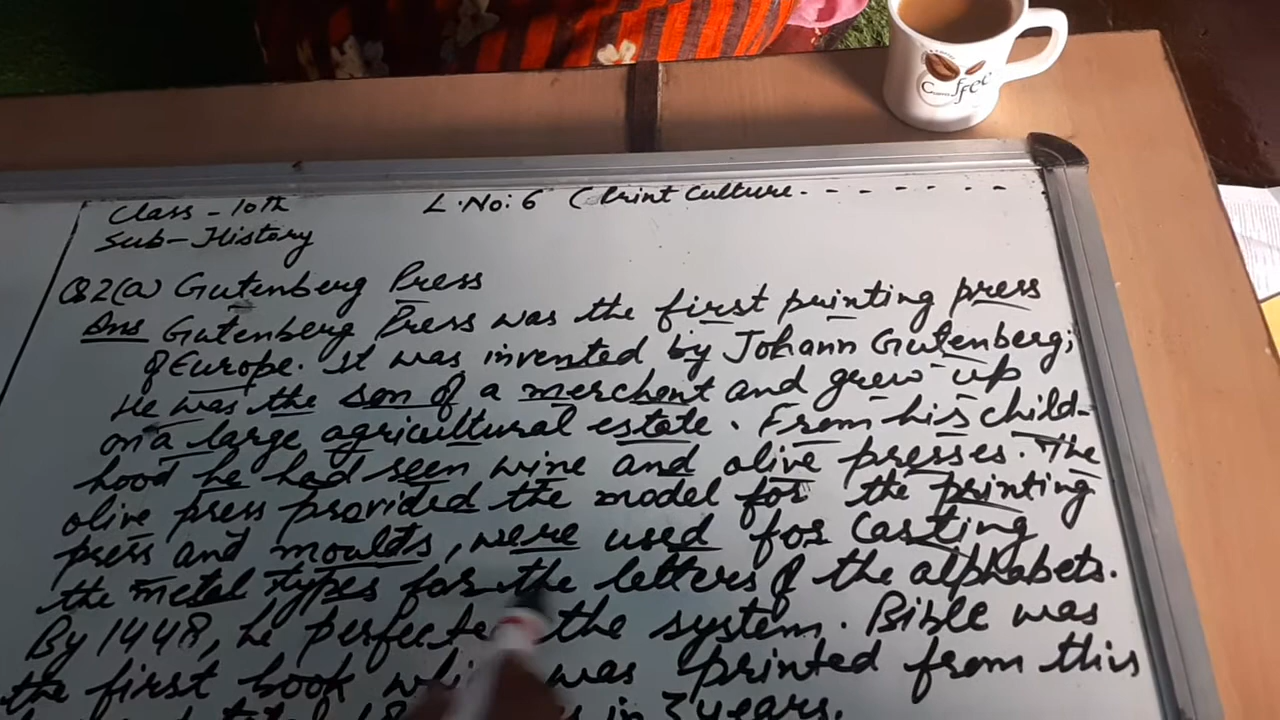 Coffee
Class - 10th L.No: 6 (Print Culture. - - - - - - -
Sub- History
Q2(a) Gutenberg Press
Ans Gutenberg Press was the first printing press
of Europe. It was invented by Johann Gutenberg;
He was the son of a merchent and grew up
on a large agricultural estate. From his child-
hood he had seen wine and olive presses. The
olive press provided the model for the printing
press and moulds, were used for casting
the metal types for the letters of the alphabets.
By 1448, he the system. Bible was
the first book was printed from this
in 3 years.